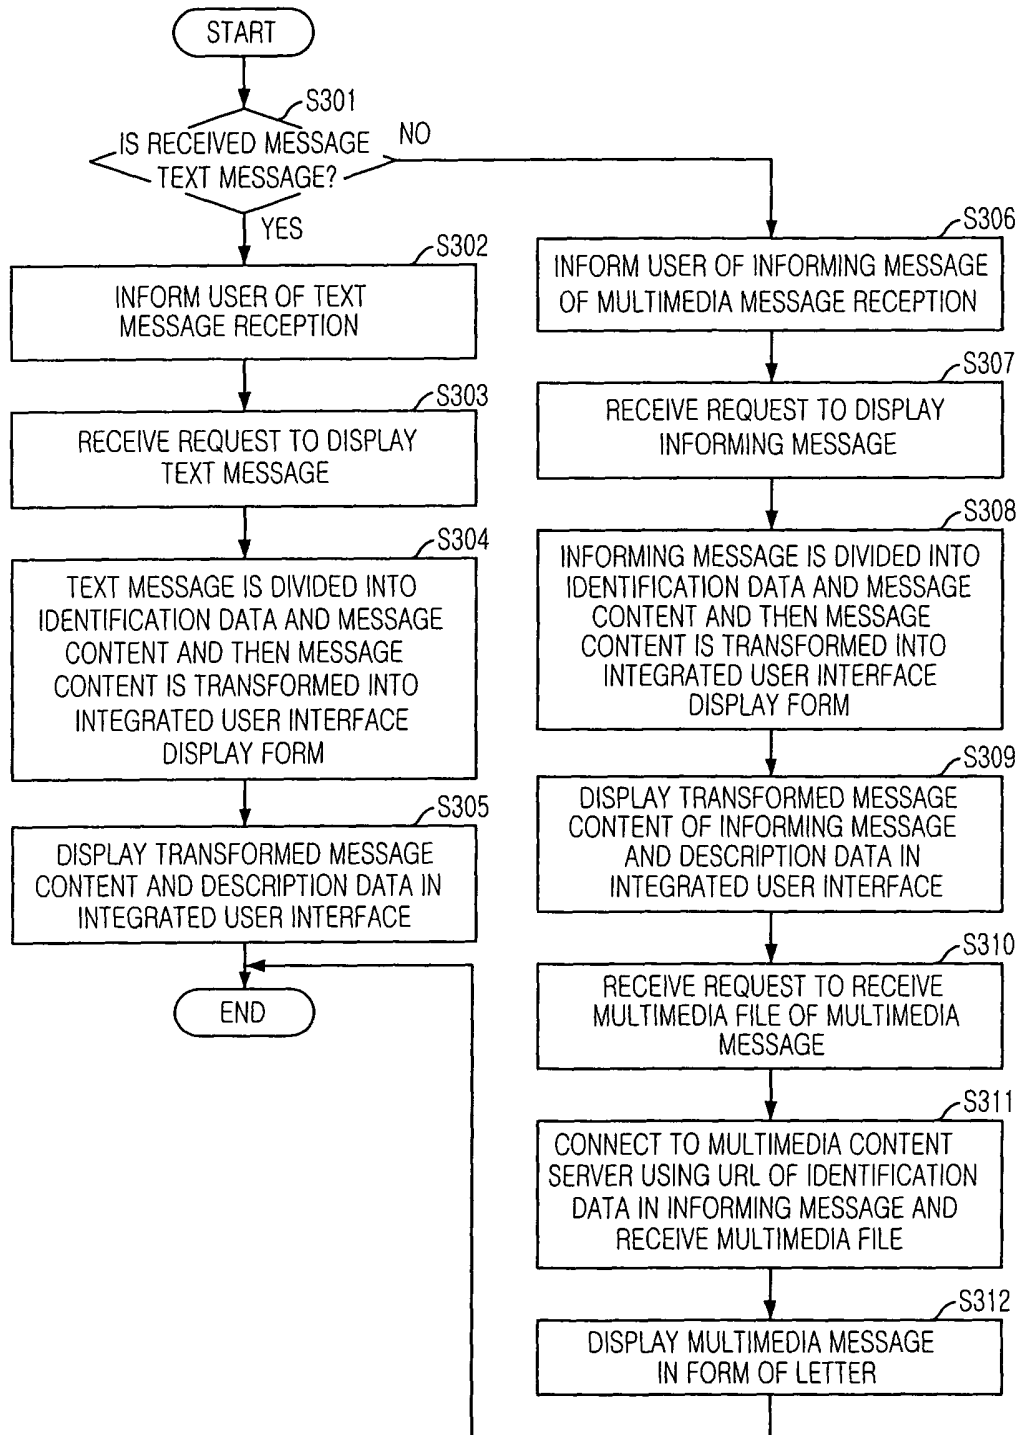 START
S301
IS RECEIVED MESSAGE
TEXT MESSAGE?
NO
YES
S302
INFORM USER OF TEXT
MESSAGE RECEPTION
S303
RECEIVE REQUEST TO DISPLAY
TEXT MESSAGE
S304
TEXT MESSAGE IS DIVIDED INTO
IDENTIFICATION DATA AND MESSAGE
CONTENT AND THEN MESSAGE
CONTENT IS TRANSFORMED INTO
INTEGRATED USER INTERFACE
DISPLAY FORM
S305
DISPLAY TRANSFORMED MESSAGE
CONTENT AND DESCRIPTION DATA IN
INTEGRATED USER INTERFACE
END
S306
INFORM USER OF INFORMING MESSAGE
OF MULTIMEDIA MESSAGE RECEPTION
S307
RECEIVE REQUEST TO DISPLAY
INFORMING MESSAGE
S308
INFORMING MESSAGE IS DIVIDED INTO
IDENTIFICATION DATA AND MESSAGE
CONTENT AND THEN MESSAGE
CONTENT IS TRANSFORMED INTO
INTEGRATED USER INTERFACE
DISPLAY FORM
S309
DISPLAY TRANSFORMED MESSAGE
CONTENT OF INFORMING MESSAGE
AND DESCRIPTION DATA IN
INTEGRATED USER INTERFACE
S310
RECEIVE REQUEST TO RECEIVE
MULTIMEDIA FILE OF MULTIMEDIA
MESSAGE
S311
CONNECT TO MULTIMEDIA CONTENT
SERVER USING URL OF IDENTIFICATION
DATA IN INFORMING MESSAGE AND
RECEIVE MULTIMEDIA FILE
S312
DISPLAY MULTIMEDIA MESSAGE
IN FORM OF LETTER